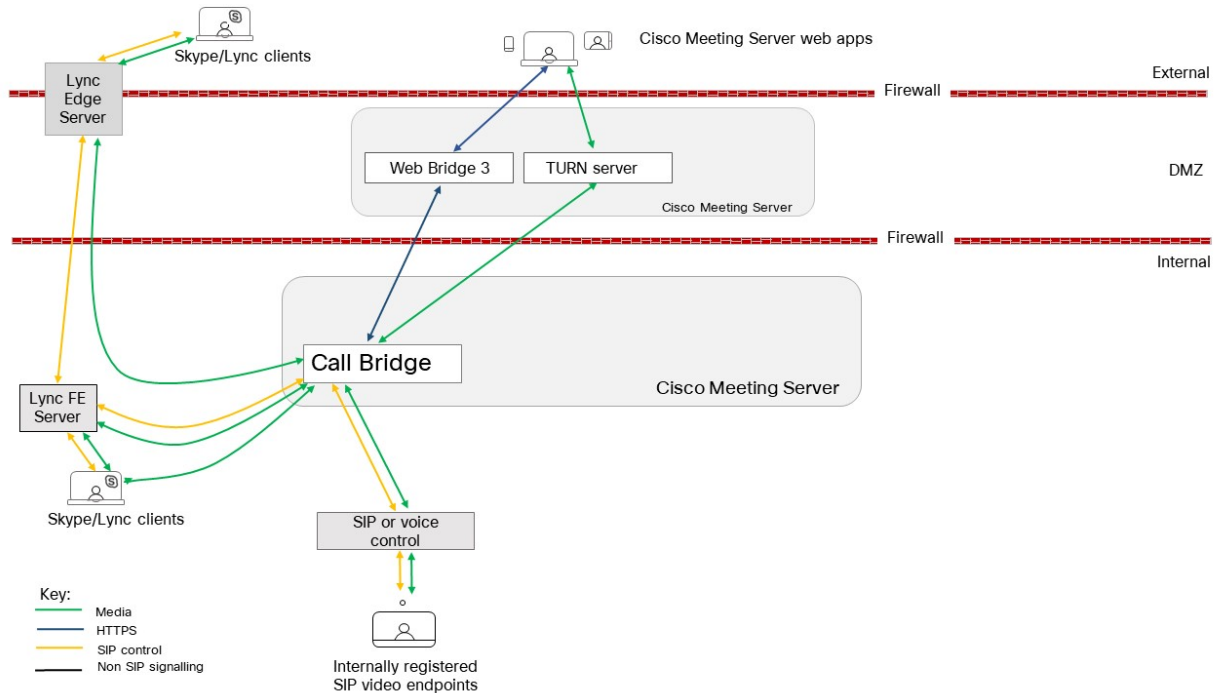 Skype/Lync clients
Cisco Meeting Server web apps
Lync
Edge
Server
External
Firewall
Web Bridge 3
TURN server
DMZ
Cisco Meeting Server
Firewall
Internal
Call Bridge
Cisco Meeting Server
Lync FE
Server
Skype/Lync clients
SIP or voice
control
Key:
Media
HTTPS
SIP control
Non SIP signalling
Internally registered
SIP video endpoints